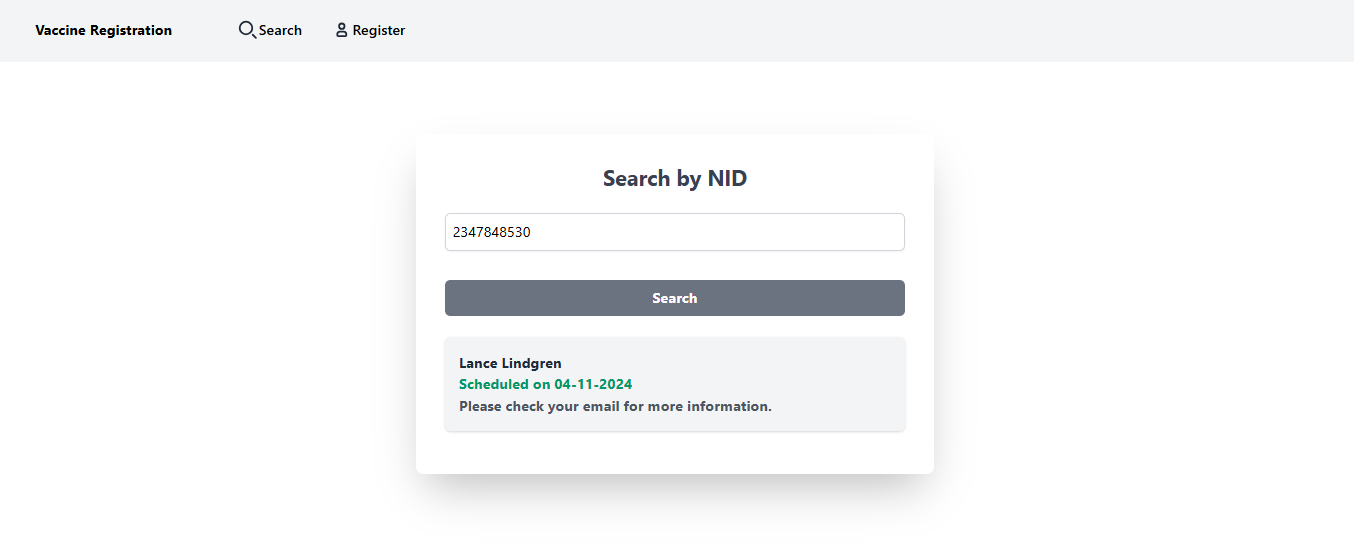 Vaccine Registration Search Register
Search by NID
2347848530
Search
Lance Lindgren
Scheduled on 04-11-2024
Please check your email for more information.